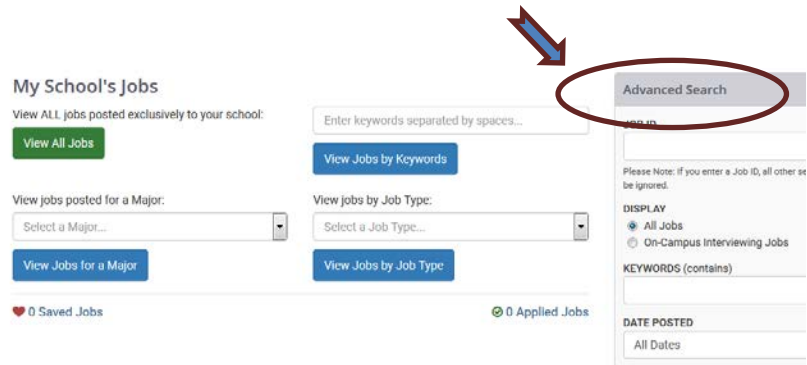 My School's Jobs
View ALL jobs posted exclusively to your school:
View All Jobs
Enter keywords separated by spaces...
View Jobs by Keywords
View jobs posted for a Major:
Select a Major...
View Jobs for a Major
View jobs by Job Type:
Select a Job Type...
View Jobs by Job Type
0 Saved Jobs
0 Applied Jobs
Advanced Search
JOB ID
Please Note: If you enter a Job ID, all other se
be ignored.
DISPLAY
All Jobs
On-Campus Interviewing Jobs
KEYWORDS (contains)
DATE POSTED
All Dates